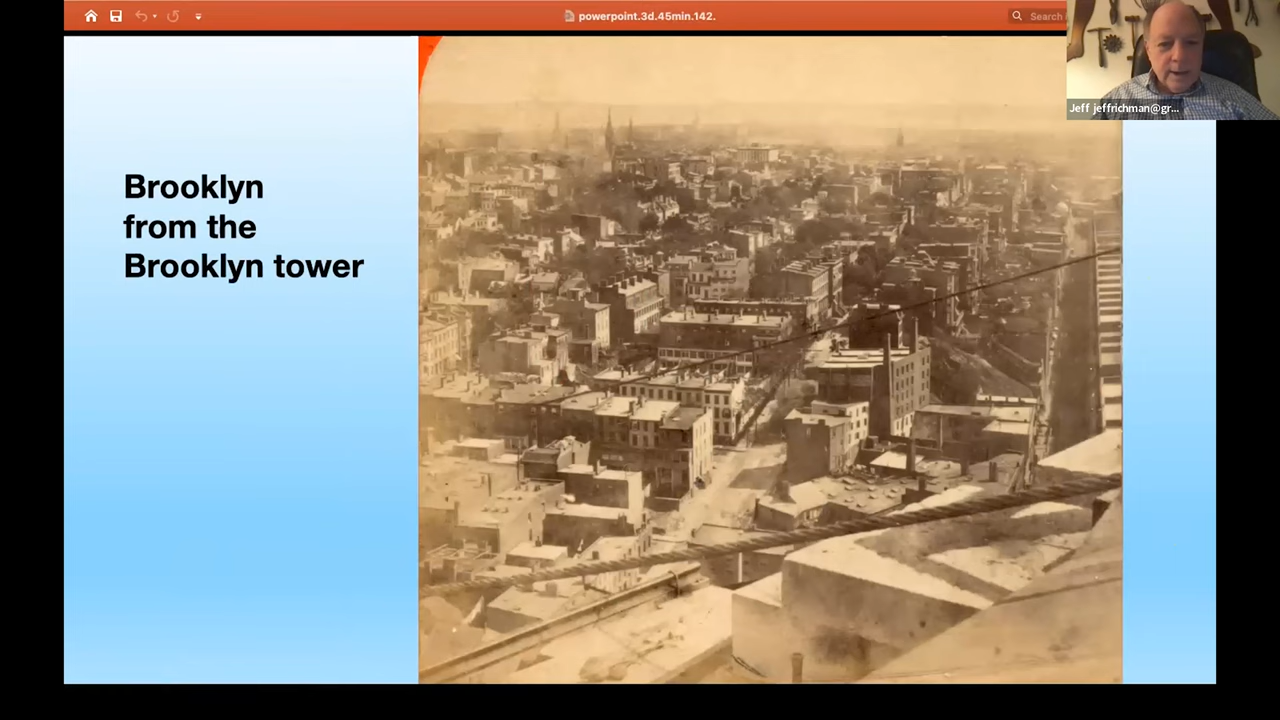 powerpoint.3d.45min.142.
Search
Jeff jeffrichman@gr...
Brooklyn
from the
Brooklyn tower